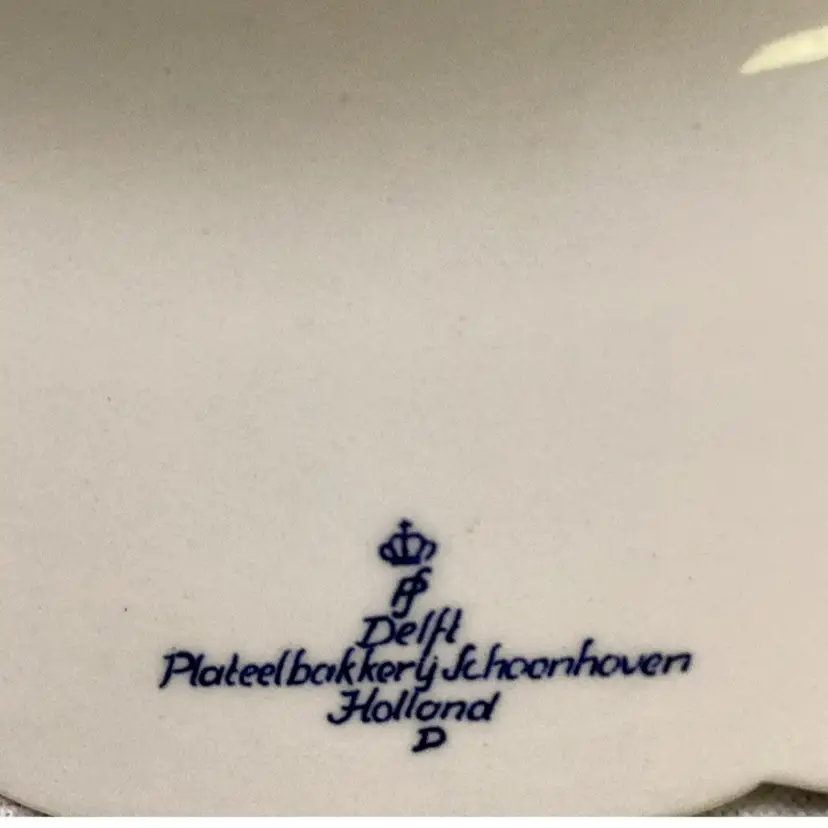 PS
Delft
Plateelbakkerij Schoonhoven
Holland
D